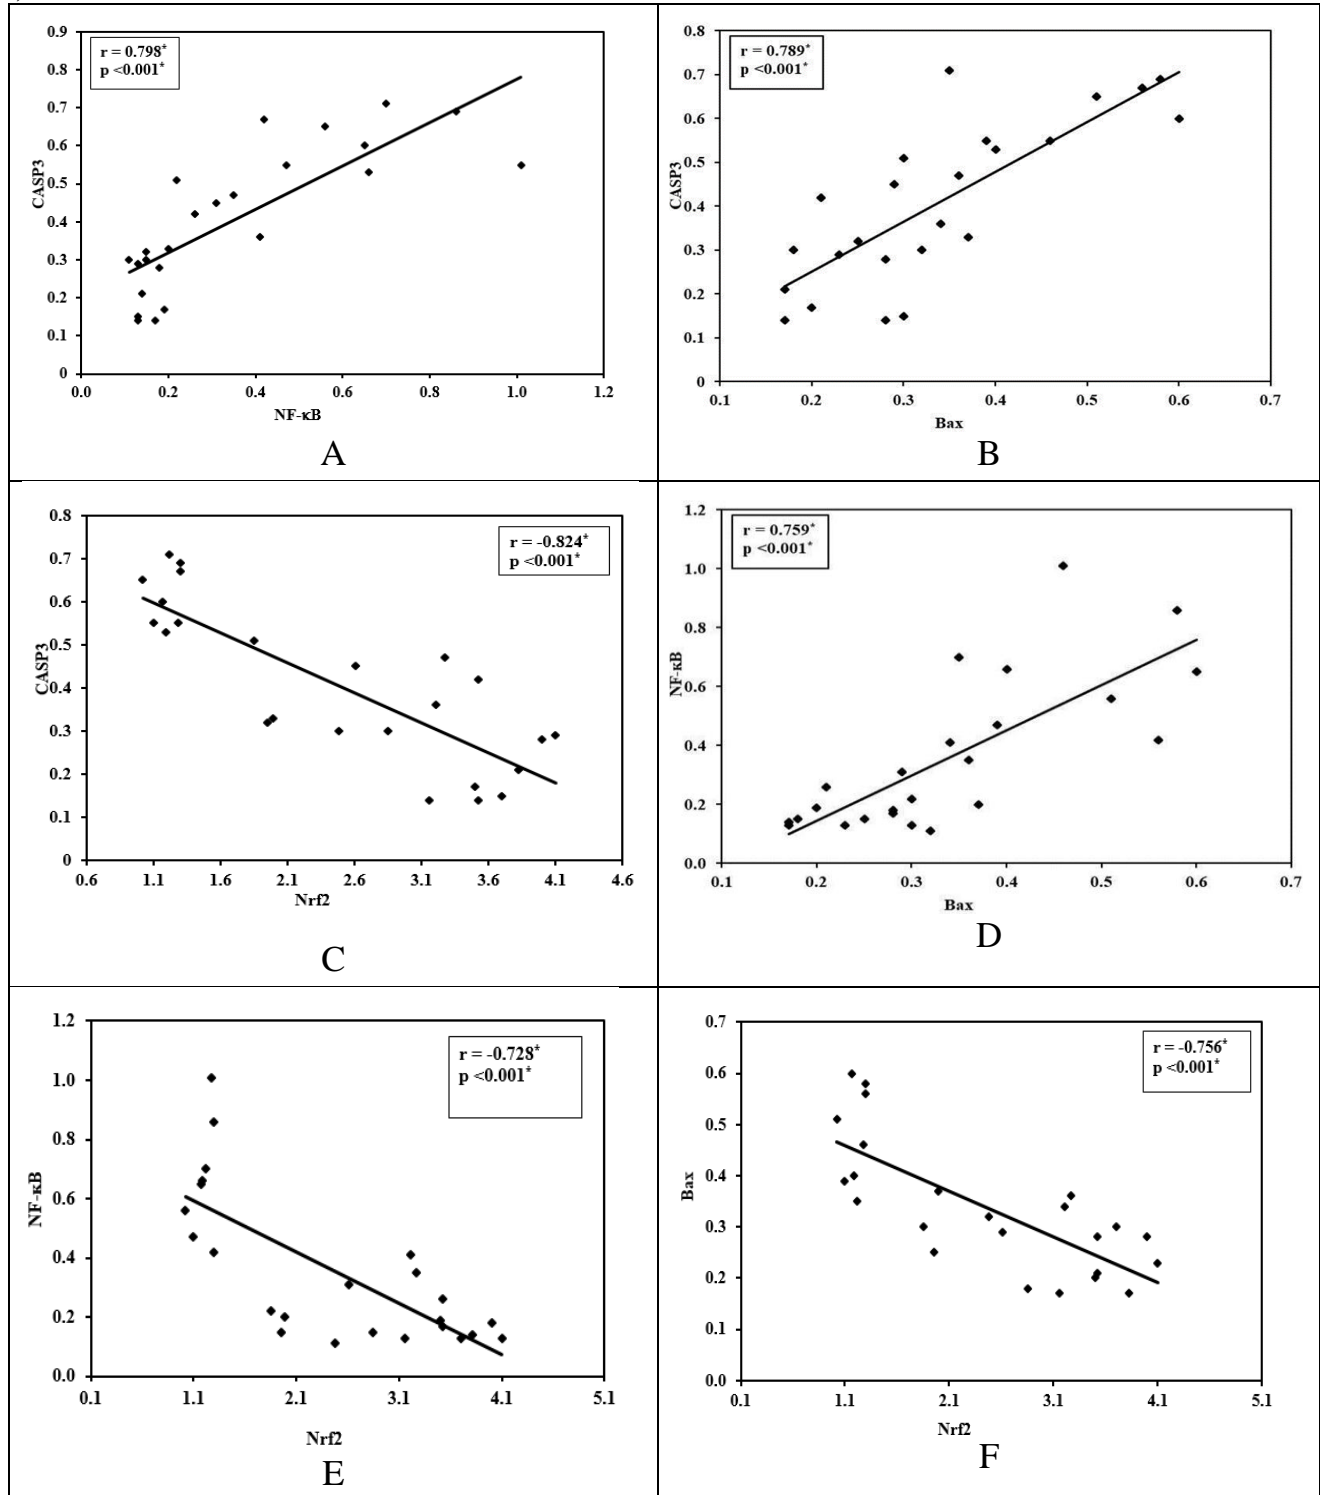 r = 0.798*
p <0.001*
0.9
0.8
0.7
0.6
0.5
0.4
0.3
0.2
0.1
0
CASP3
0.0 0.2 0.4 0.6 0.8 1.0 1.2
NF-κB
A
r = 0.789*
p <0.001*
0.8
0.7
0.6
0.5
0.4
0.3
0.2
0.1
0
CASP3
0.1 0.2 0.3 0.4 0.5 0.6 0.7
Bax
B
r = -0.824*
p <0.001*
0.8
0.7
0.6
0.5
0.4
0.3
0.2
0.1
0
CASP3
0.6 1.1 1.6 2.1 2.6 3.1 3.6 4.1 4.6
Nrf2
C
r = 0.759*
p <0.001*
1.2
1.0
0.8
0.6
0.4
0.2
0.0
NF-κB
0.1 0.2 0.3 0.4 0.5 0.6 0.7
Bax
D
r = -0.728*
p <0.001*
1.2
1.0
0.8
0.6
0.4
0.2
0.0
NF-κB
0.1 1.1 2.1 3.1 4.1 5.1
Nrf2
E
r = -0.756*
p <0.001*
0.7
0.6
0.5
0.4
0.3
0.2
0.1
0.0
Bax
0.1 1.1 2.1 3.1 4.1 5.1
Nrf2
F